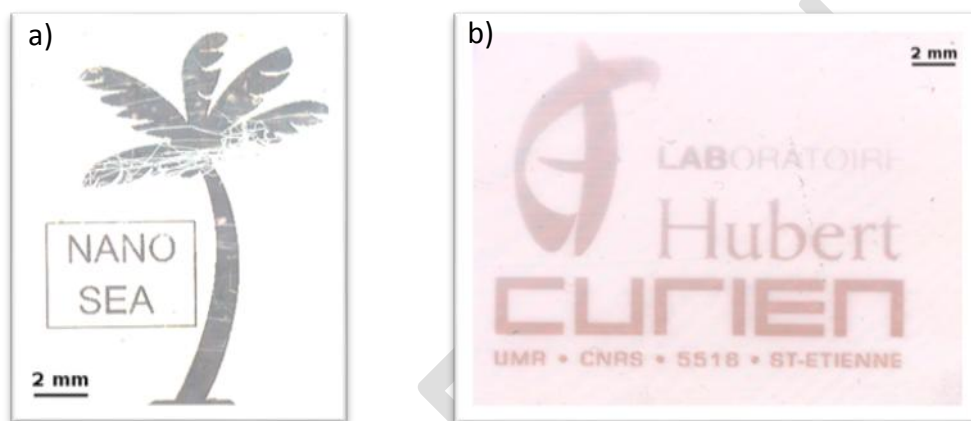 a)
NANO
SEA
2 mm
b)
2 mm
LABORATOIRE
Hubert
CURIEN
UMR • CNRS • 5516 • ST-ETIENNE